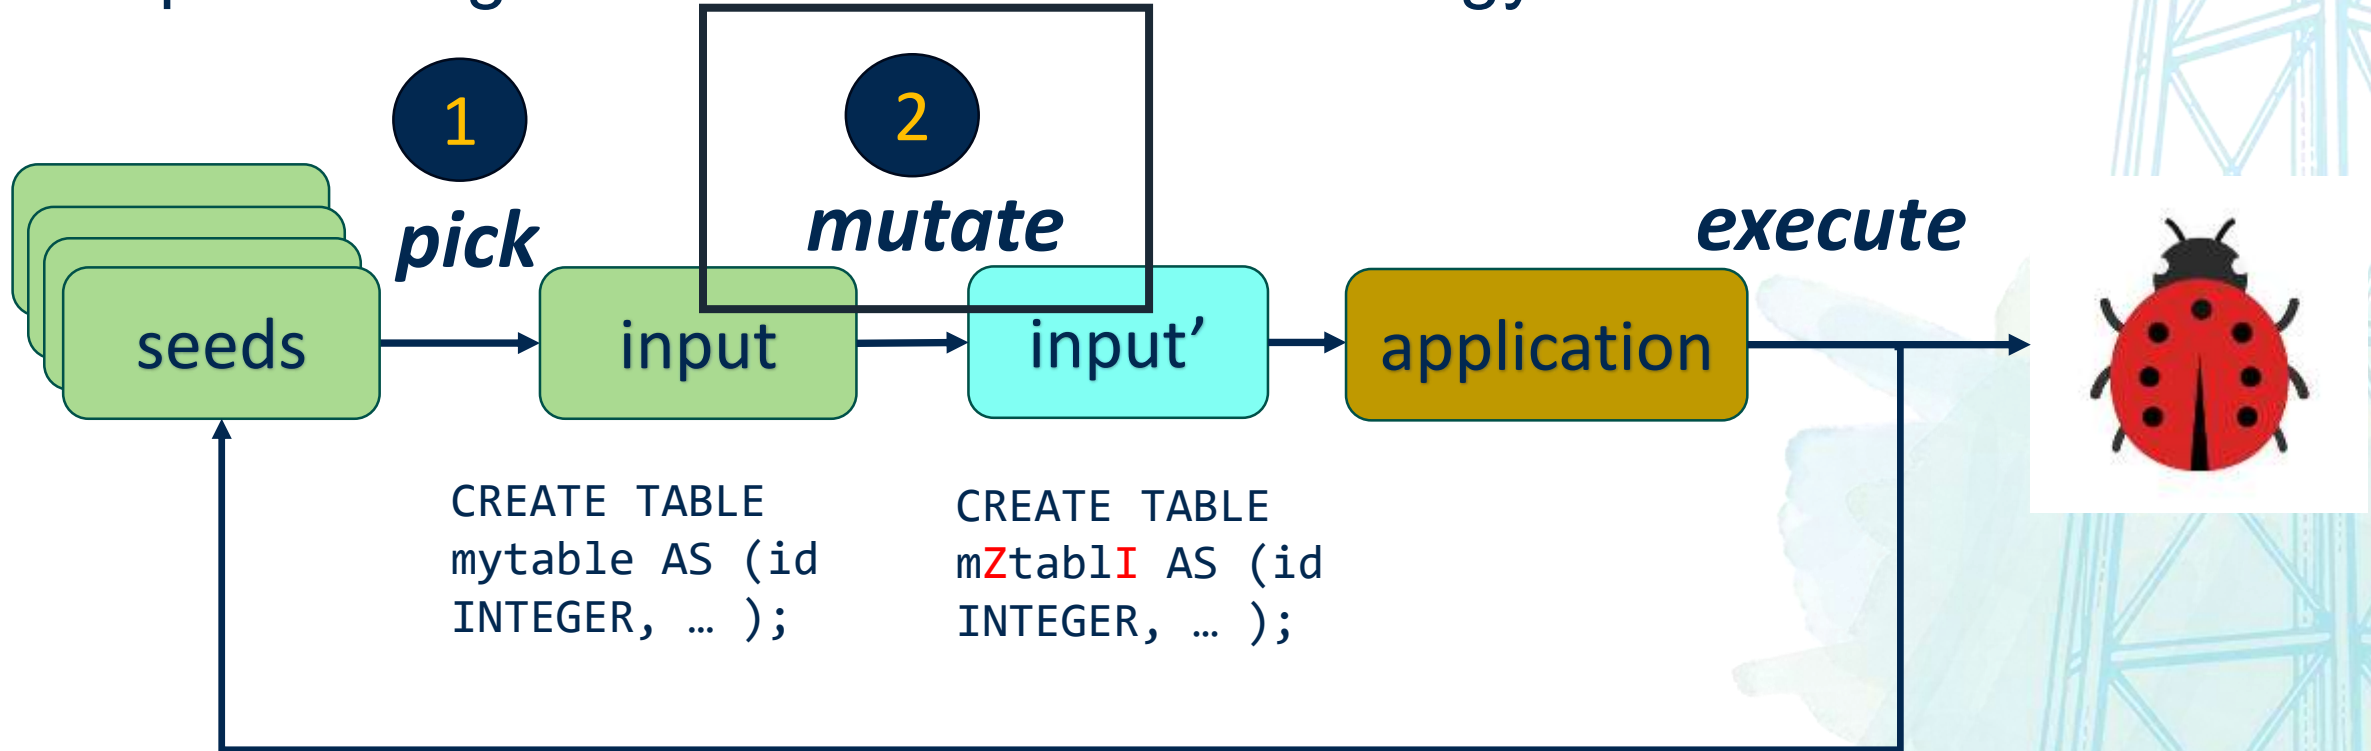 1
2
pick
mutate
execute
seeds
input
input’
application
CREATE TABLE
mytable AS (id
INTEGER, … );
CREATE TABLE
mZtablI AS (id
INTEGER, … );